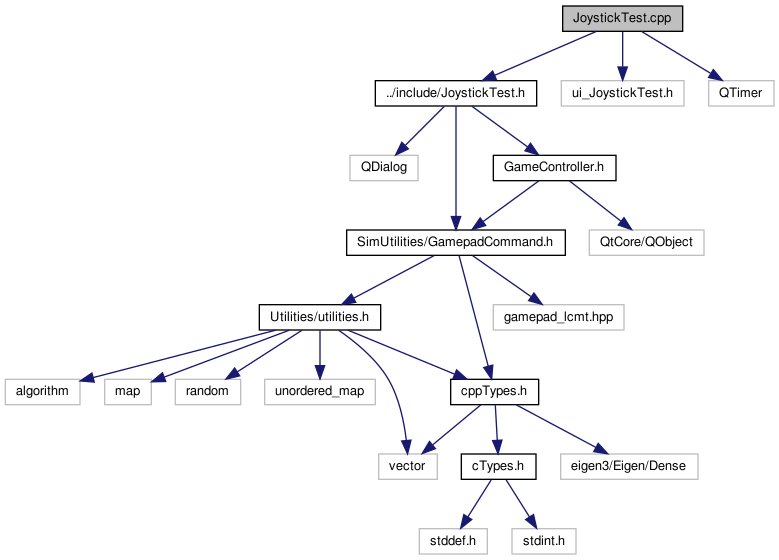 JoystickTest.cpp
../include/JoystickTest.h
ui_JoystickTest.h
QTimer
QDialog
GameController.h
SimUtilities/GamepadCommand.h
QtCore/QObject
Utilities/utilities.h
gamepad_lcmt.hpp
algorithm
map
random
unordered_map
cppTypes.h
vector
cTypes.h
eigen3/Eigen/Dense
stddef.h
stdint.h